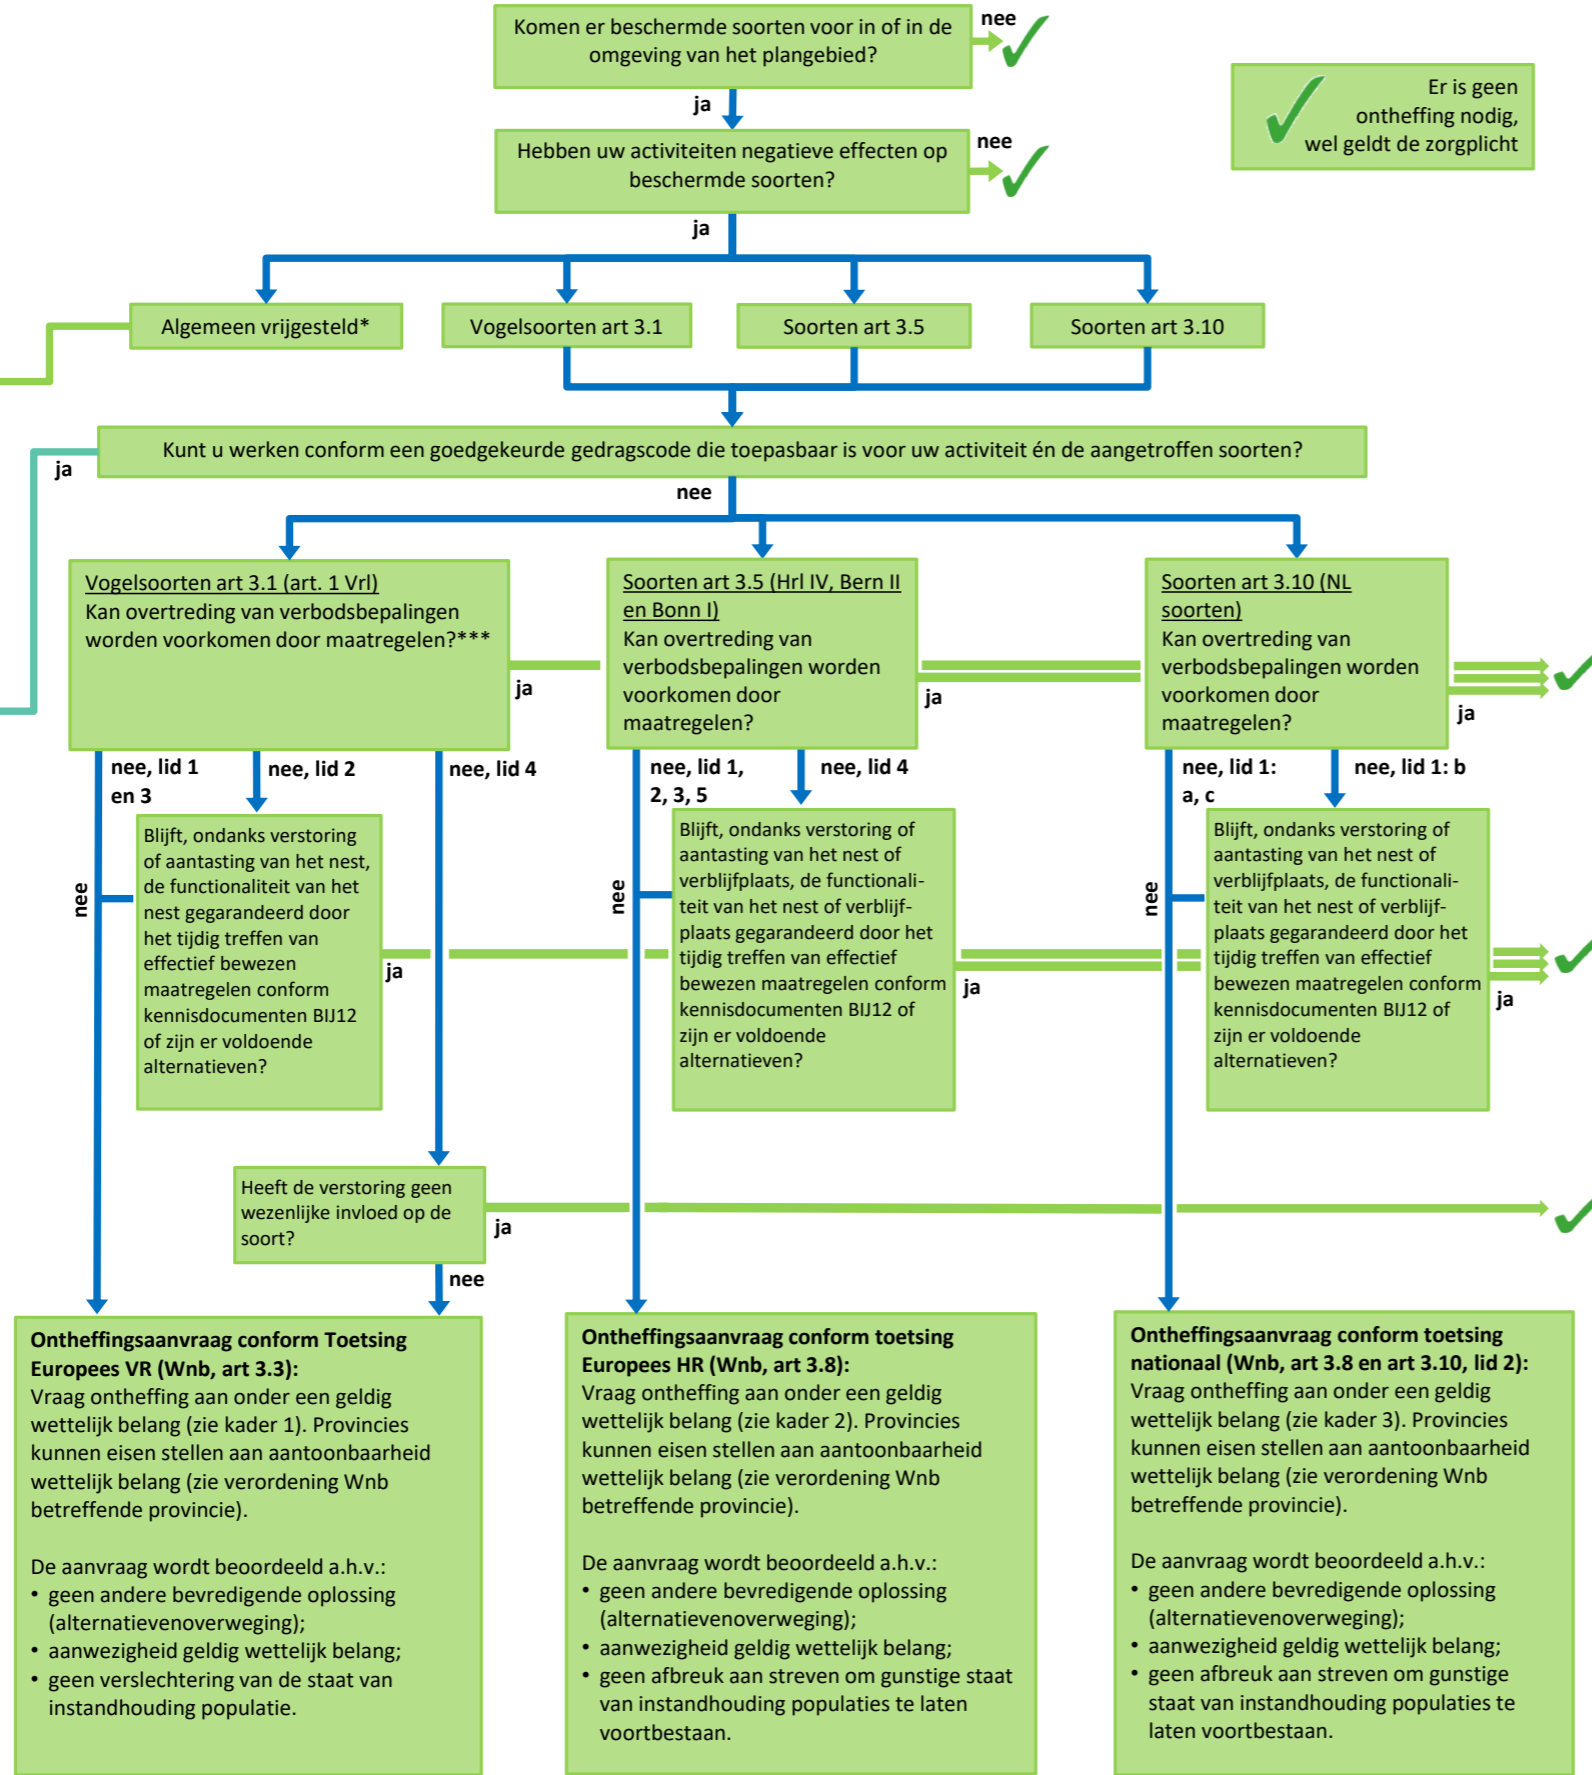 Komen er beschermde soorten voor in of in de
omgeving van het plangebied?
nee
Er is geen
ontheffing nodig,
wel geldt de zorgplicht
ja
Hebben uw activiteiten negatieve effecten op
beschermde soorten?
nee
ja
Algemeen vrijgesteld*
Vogelsoorten art 3.1
Soorten art 3.5
Soorten art 3.10
Kunt u werken conform een goedgekeurde gedragscode die toepasbaar is voor uw activiteit én de aangetroffen soorten?
ja
nee
Vogelsoorten art 3.1 (art. 1 Vrl)
Kan overtreding van verbodsbepalingen
worden voorkomen door maatregelen?***
ja
Soorten art 3.5 (Hrl IV, Bern II
en Bonn I)
Kan overtreding van
verbodsbepalingen worden
voorkomen door
maatregelen?
ja
Soorten art 3.10 (NL
soorten)
Kan overtreding van
verbodsbepalingen worden
voorkomen door
maatregelen?
ja
nee, lid 1
en 3
nee, lid 2
nee, lid 4
nee, lid 1,
2, 3, 5
nee, lid 4
nee, lid 1:
a, c
nee, lid 1: b
nee
Blijft, ondanks verstoring
of aantasting van het nest,
de functionaliteit van het
nest gegarandeerd door
het tijdig treffen van
effectief bewezen
maatregelen conform
kennisdocumenten BIJ12
of zijn er voldoende
alternatieven?
ja
nee
Blijft, ondanks verstoring of
aantasting van het nest of
verblijfplaats, de functionali-
teit van het nest of verblijf-
plaats gegarandeerd door het
tijdig treffen van effectief
bewezen maatregelen conform
kennisdocumenten BIJ12 of
zijn er voldoende
alternatieven?
ja
nee
Blijft, ondanks verstoring of
aantasting van het nest of
verblijfplaats, de functionali-
teit van het nest of verblijf-
plaats gegarandeerd door het
tijdig treffen van effectief
bewezen maatregelen conform
kennisdocumenten BIJ12 of
zijn er voldoende
alternatieven?
ja
Heeft de verstoring geen
wezenlijke invloed op de
soort?
ja
nee
Ontheffingsaanvraag conform Toetsing
Europees VR (Wnb, art 3.3):
Vraag ontheffing aan onder een geldig
wettelijk belang (zie kader 1). Provincies
kunnen eisen stellen aan aantoonbaarheid
wettelijk belang (zie verordening Wnb
betreffende provincie).
De aanvraag wordt beoordeeld a.h.v.:
• geen andere bevredigende oplossing
(alternatievenoverweging);
• aanwezigheid geldig wettelijk belang;
• geen verslechtering van de staat van
instandhouding populatie.
Ontheffingsaanvraag conform toetsing
Europees HR (Wnb, art 3.8):
Vraag ontheffing aan onder een geldig
wettelijk belang (zie kader 2). Provincies
kunnen eisen stellen aan aantoonbaarheid
wettelijk belang (zie verordening Wnb
betreffende provincie).
De aanvraag wordt beoordeeld a.h.v.:
• geen andere bevredigende oplossing
(alternatievenoverweging);
• aanwezigheid geldig wettelijk belang;
• geen afbreuk aan streven om gunstige staat
van instandhouding populaties te laten
voortbestaan.
Ontheffingsaanvraag conform toetsing
nationaal (Wnb, art 3.8 en art 3.10, lid 2):
Vraag ontheffing aan onder een geldig
wettelijk belang (zie kader 3). Provincies
kunnen eisen stellen aan aantoonbaarheid
wettelijk belang (zie verordening Wnb
betreffende provincie).
De aanvraag wordt beoordeeld a.h.v.:
• geen andere bevredigende oplossing
(alternatievenoverweging);
• aanwezigheid geldig wettelijk belang;
• geen afbreuk aan streven om gunstige
staat van instandhouding populaties te
laten voortbestaan.